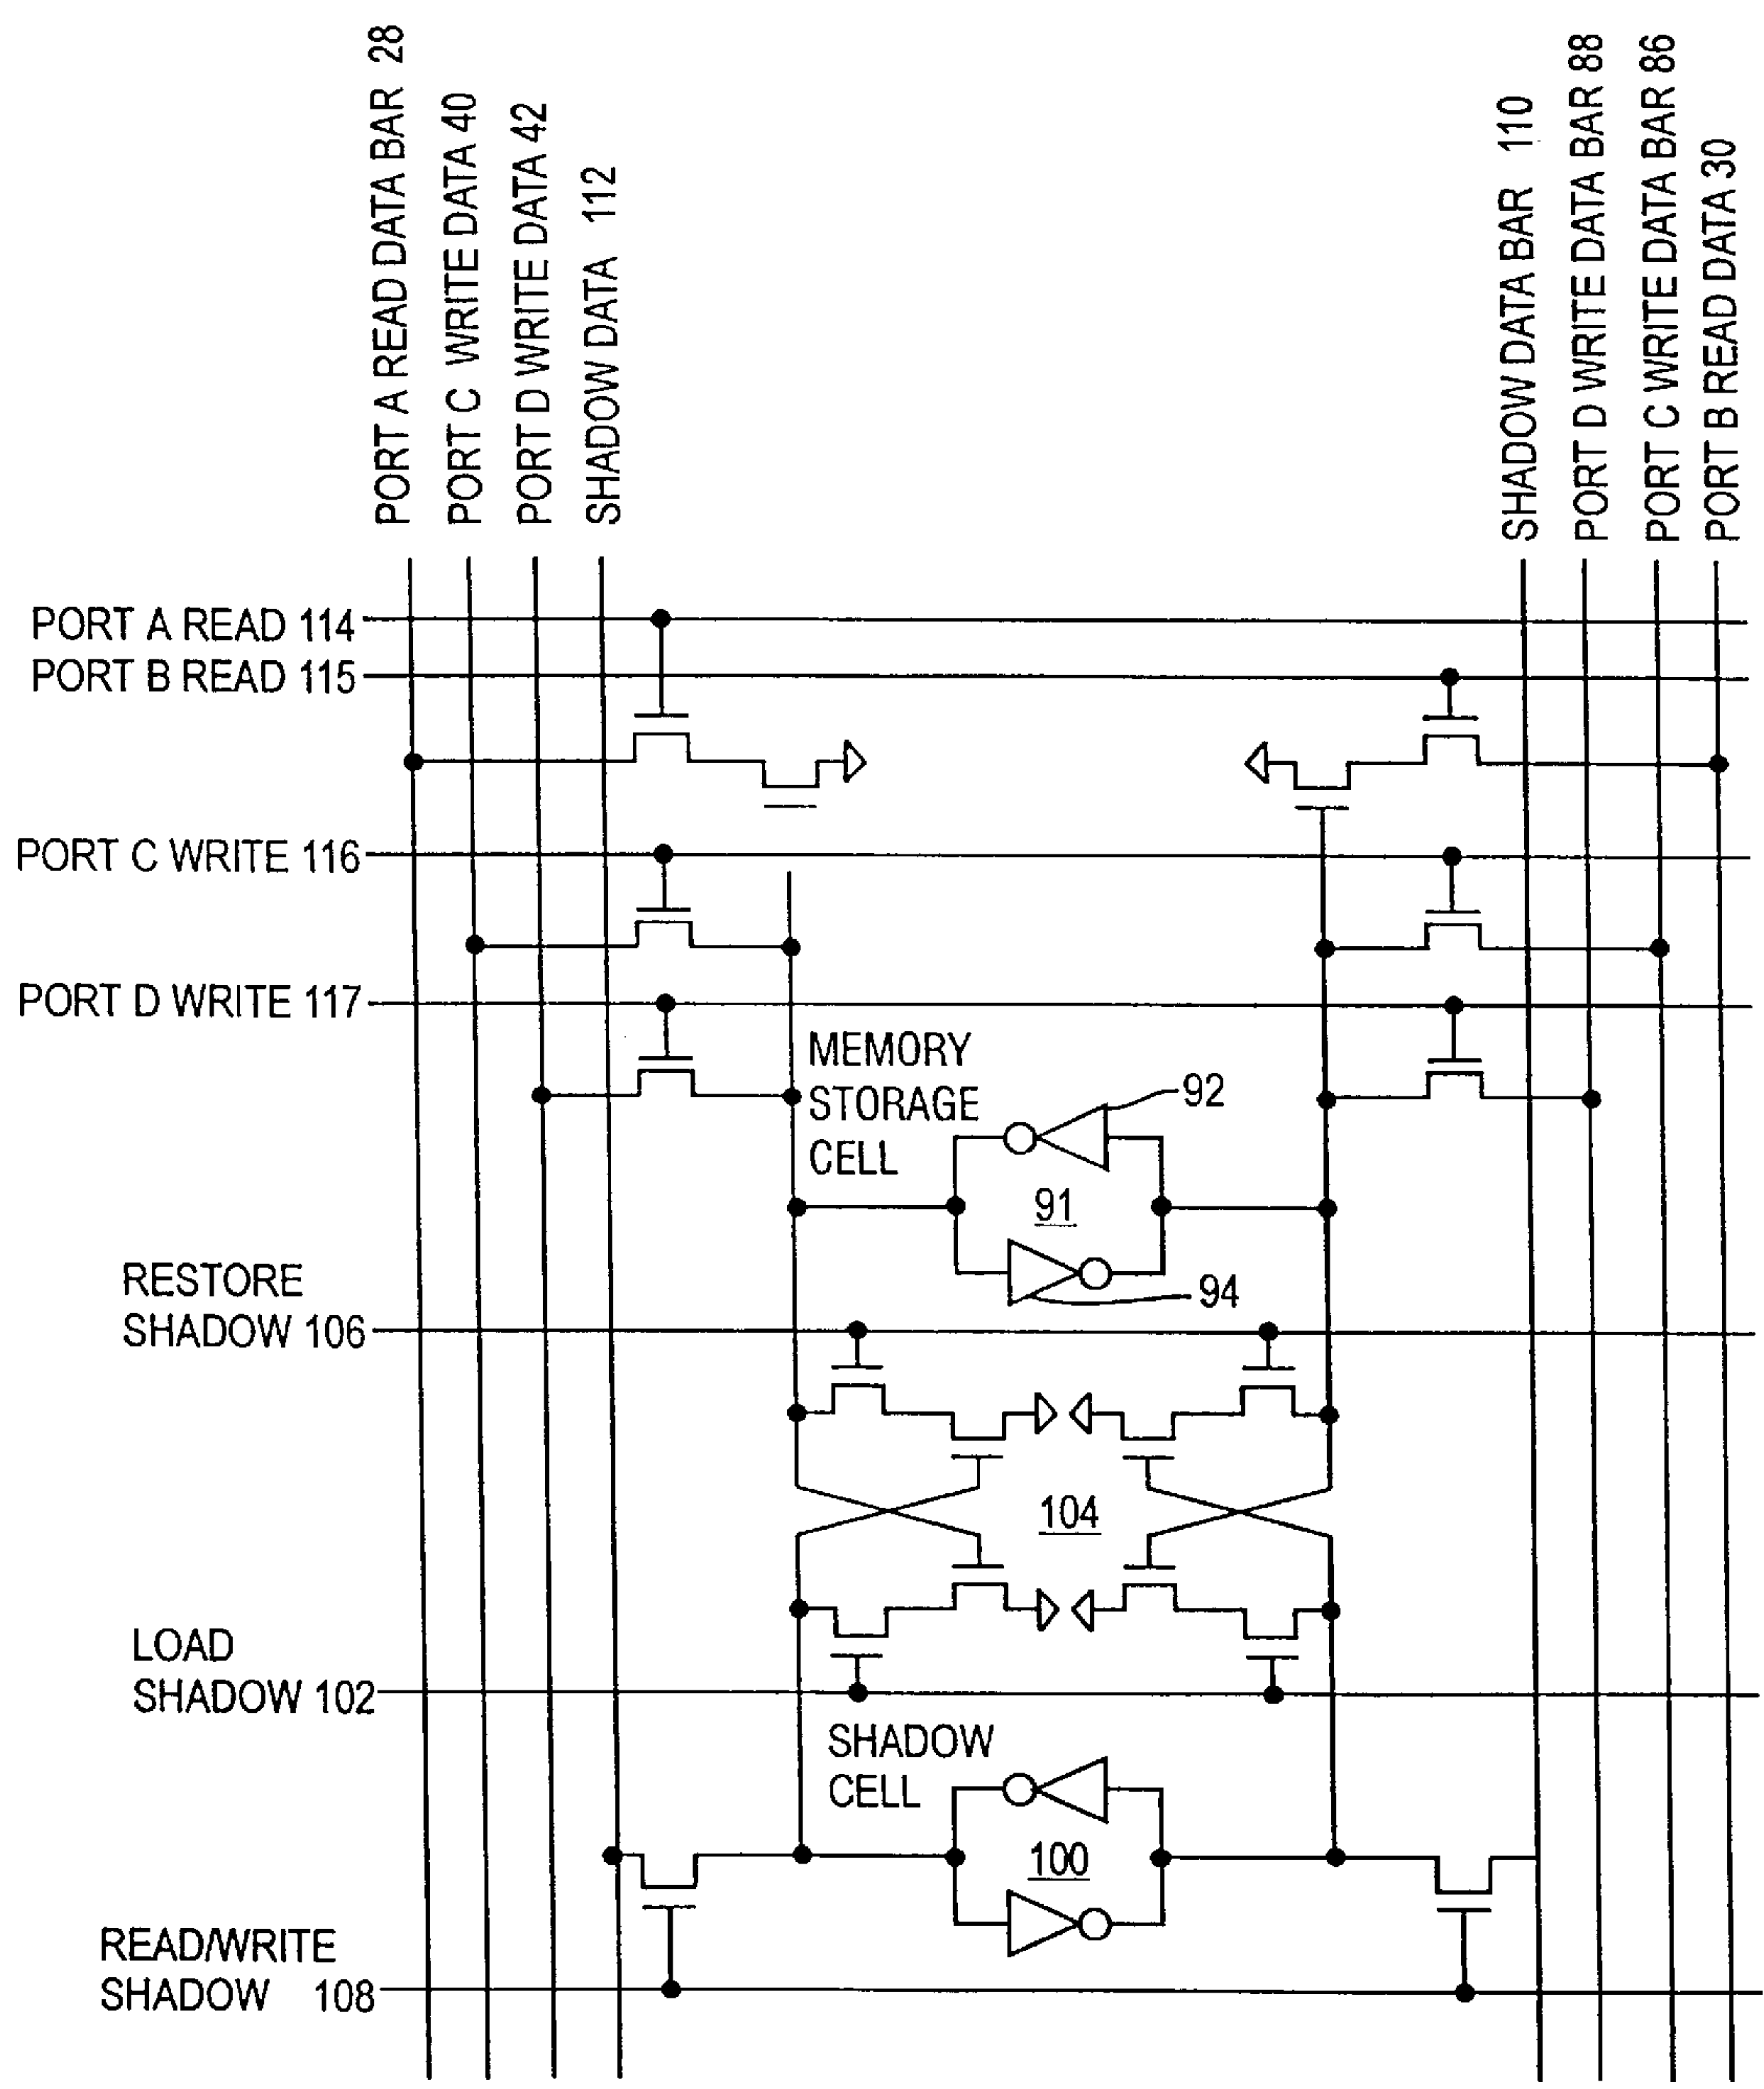 PORT A READ DATA BAR 28
PORT C WRITE DATA 40
PORT D WRITE DATA 42
SHADOW DATA 112
SHADOW DATA BAR 110
PORT D WRITE DATA BAR 88
PORT C WRITE DATA BAR 86
PORT B READ DATA 30
PORT A READ 114
PORT B READ 115
PORT C WRITE 116
PORT D WRITE 117
MEMORY
STORAGE
CELL
92
91
94
RESTORE
SHADOW 106
104
LOAD
SHADOW 102
SHADOW
CELL
100
READ/WRITE
SHADOW 108